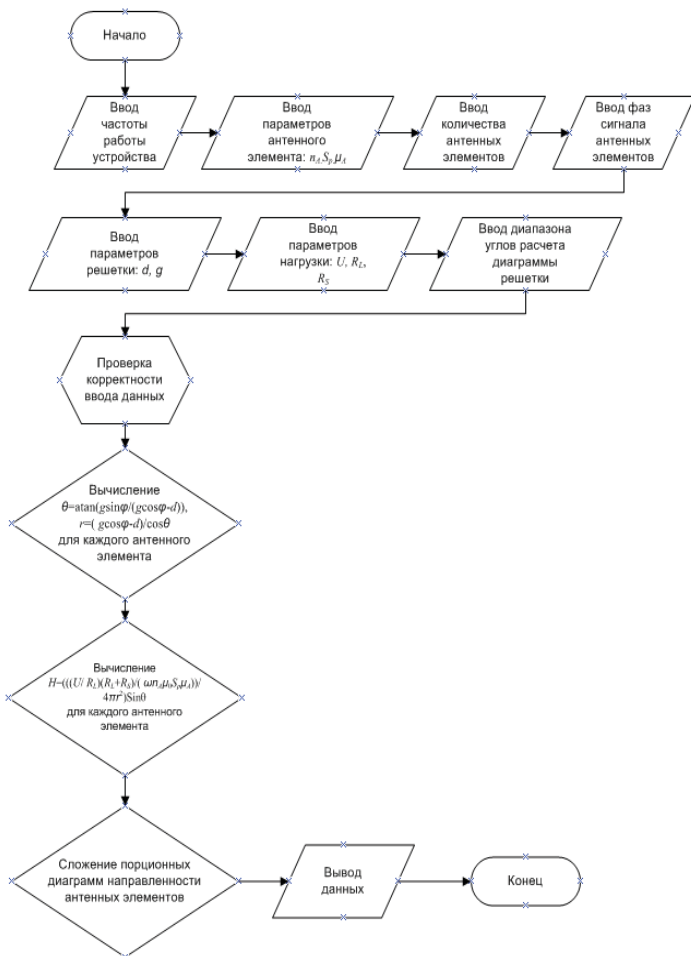 Начало
Ввод
частоты
работы
устройства
Ввод
параметров
антенного
элемента: nA,Sp,μA
Ввод
количества
антенных
элементов
Ввод фаз
сигнала
антенных
элементов
Ввод
параметров
решетки: d, g
Ввод
параметров
нагрузки: U, RL,
RS
Ввод диапазона
углов расчета
диаграммы
решетки
Проверка
корректности
ввода данных
Вычисление
θ=atan(gsinφ/(gcosφ-d)),
r=( gcosφ-d)/cosθ
для каждого антенного
элемента
Вычисление
H=(((U/ RL)(RL+RS)/( ωnAμ0SpμA))/
4πr²)Sinθ
для каждого антенного
элемента
Сложение порционных
диаграмм направленности
антенных элементов
Вывод
данных
Конец